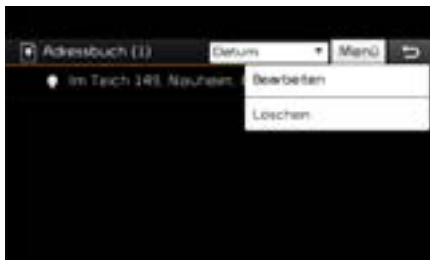 Adressbuch (1) Datum Menü
Im Teich 149, Nauheim,
Bearbeiten
Löschen